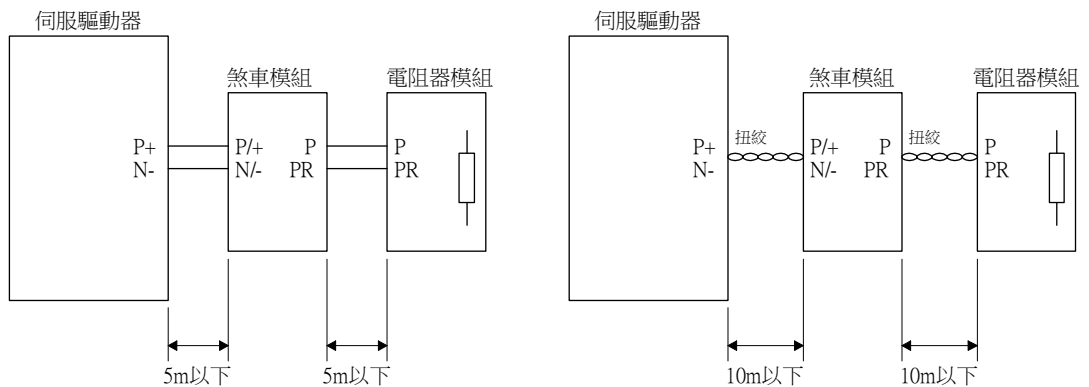 伺服驅動器
煞車模組
電阻器模組
P+
N-
P/+
N/-
P
PR
P
PR
5m以下
5m以下
伺服驅動器
煞車模組
電阻器模組
扭絞
扭絞
P+
N-
P/+
N/-
P
PR
P
PR
10m以下
10m以下